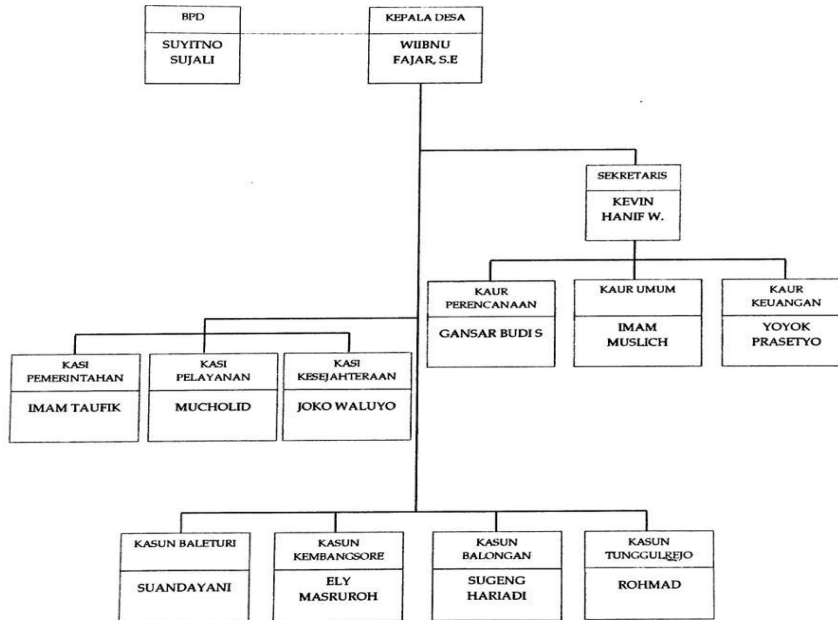 BPD
SUYITNO
SUJALI
KEPALA DESA
WIIBNU
FAJAR, S.E
SEKRETARIS
KEVIN
HANIF W.
KAUR
PERENCANAAN
GANSAR BUDI S
KAUR UMUM
IMAM
MUSLICH
KAUR
KEUANGAN
YOYOK
PRASETYO
KASI
PEMERINTAHAN
IMAM TAUFIK
KASI
PELAYANAN
MUCHOLID
KASI
KESEJAHTERAAN
JOKO WALUYO
KASUN BALETURI
SUANDAYANI
KASUN
KEMBANGSORE
ELY
MASRUROH
KASUN
BALONGAN
SUGENG
HARIADI
KASUN
TUNGGULREJO
ROHMAD